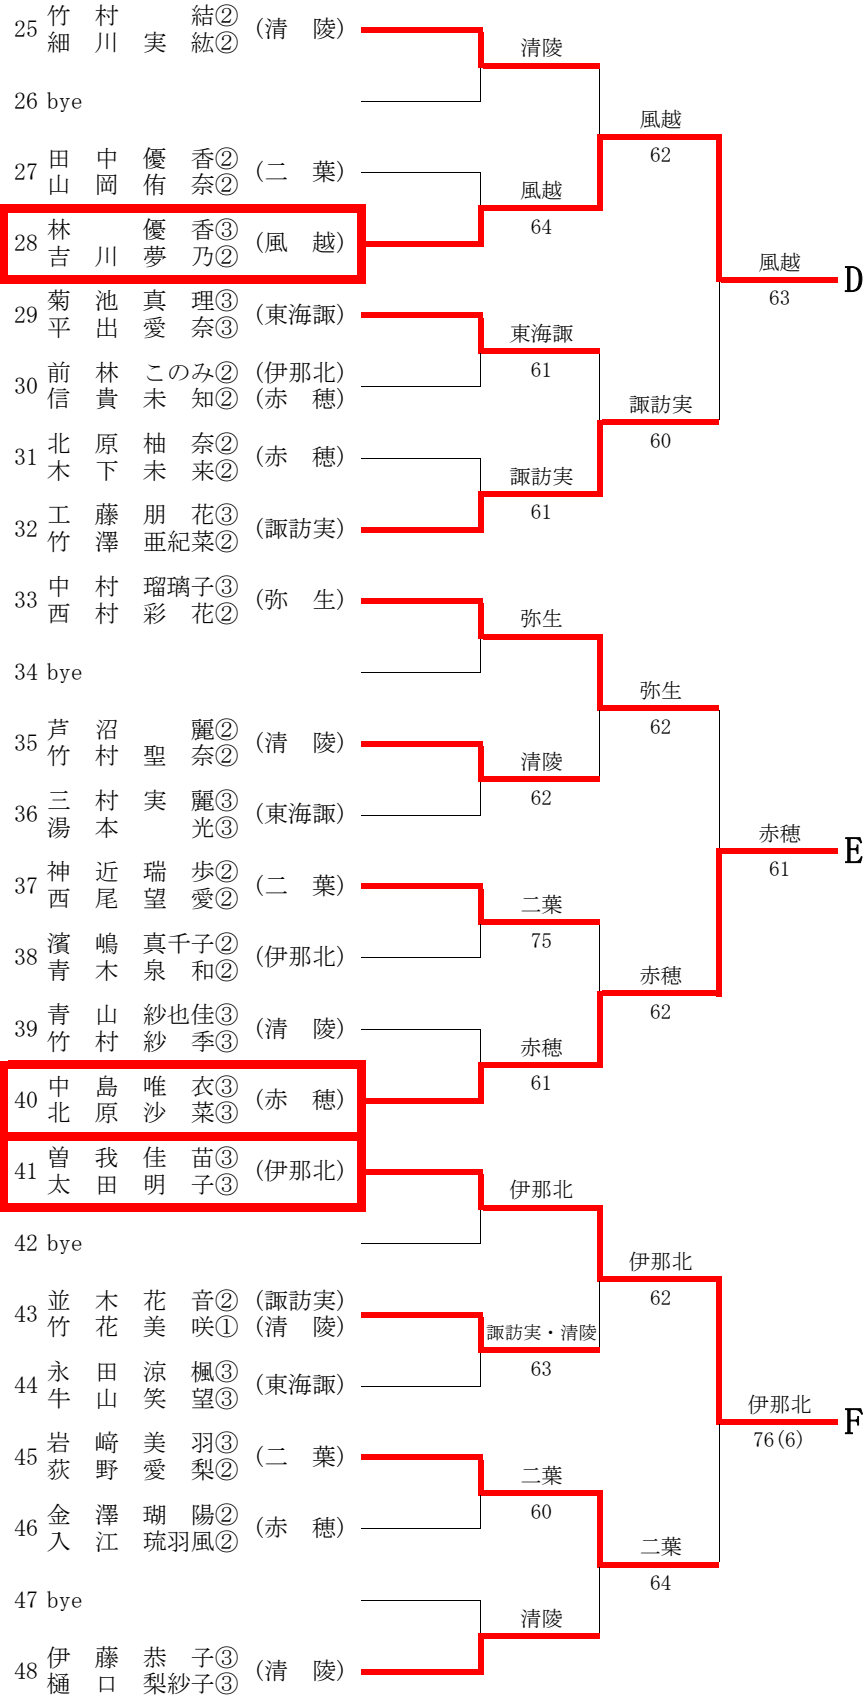 25 竹 村 結② (清 陵)
細 川 実 紘②
清陵
26 bye
風越
62
27 田 中 優 香② (二 葉)
山 岡 侑 奈②
風越
64
28 林 優 香③ (風 越)
吉 川 夢 乃②
風越
63
D
29 菊 池 真 理③ (東海諏)
平 出 愛 奈③
東海諏
61
30 前 林 このみ② (伊那北)
信 貴 未 知② (赤 穂)
諏訪実
60
31 北 原 柚 奈② (赤 穂)
木 下 未 来②
諏訪実
61
32 工 藤 朋 花③ (諏訪実)
竹 澤 亜紀菜②
33 中 村 瑠璃子③ (弥 生)
西 村 彩 花②
弥生
34 bye
弥生
62
35 芦 沼 麗② (清 陵)
竹 村 聖 奈②
清陵
62
36 三 村 実 麗③ (東海諏)
湯 本 光③
赤穂
61
E
37 神 近 瑞 歩② (二 葉)
西 尾 望 愛②
二葉
75
38 濱 嶋 真千子② (伊那北)
青 木 泉 和②
赤穂
62
39 青 山 紗也佳③ (清 陵)
竹 村 紗 季③
赤穂
61
40 中 島 唯 衣③ (赤 穂)
北 原 沙 菜③
41 曽 我 佳 苗③ (伊那北)
太 田 明 子③
伊那北
42 bye
伊那北
62
43 並 木 花 音② (諏訪実)
竹 花 美 咲① (清 陵)
諏訪実・清陵
63
44 永 田 涼 楓③ (東海諏)
牛 山 笑 望③
伊那北
76(6)
F
45 岩 﨑 美 羽③ (二 葉)
荻 野 愛 梨②
二葉
60
46 金 澤 瑚 陽② (赤 穂)
入 江 琉羽風②
二葉
64
47 bye
清陵
48 伊 藤 恭 子③ (清 陵)
樋 口 梨紗子③